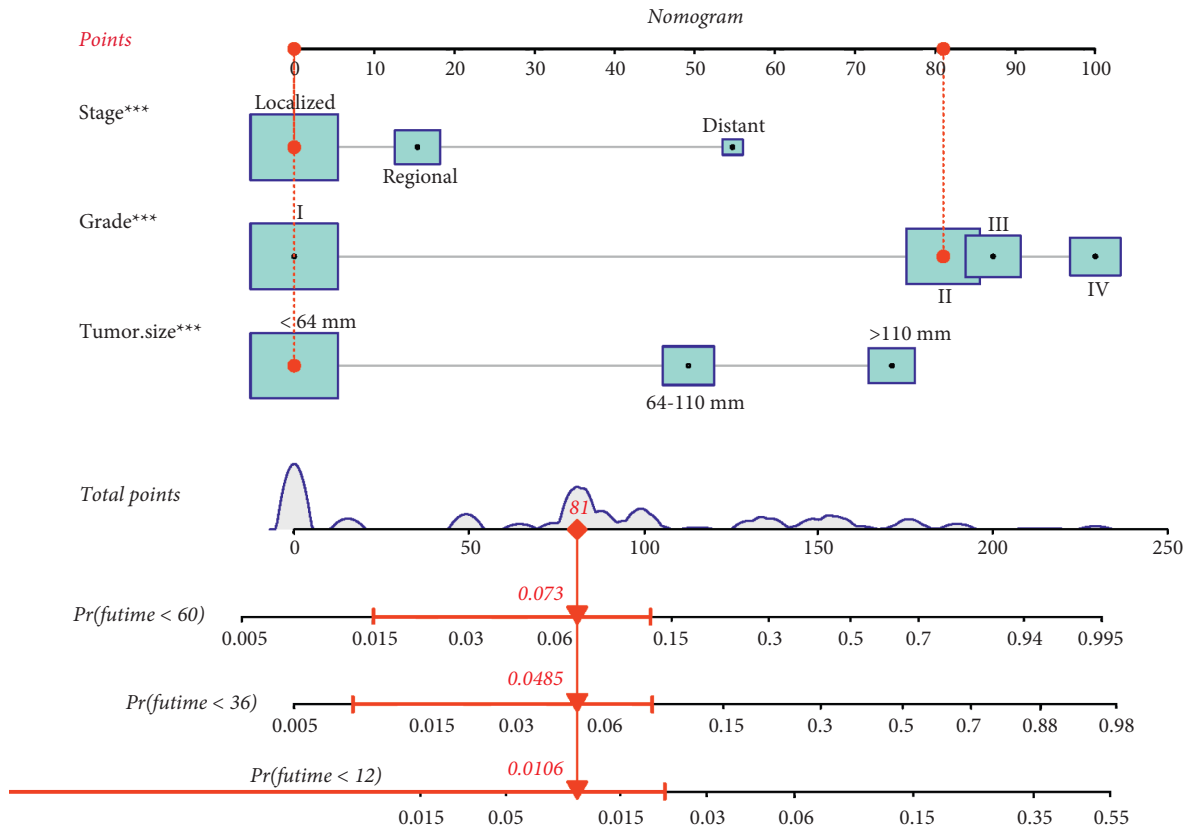 Nomogram
Points
0 10 20 30 40 50 60 70 80 90 100
Stage***
Localized
Regional
Distant
Grade***
I
II
III
IV
Tumor.size***
< 64 mm
64-110 mm
>110 mm
Total points
81
0 50 100 150 200 250
0.073
Pr(futime < 60)
0.005 0.015 0.03 0.06 0.15 0.3 0.5 0.7 0.94 0.995
0.0485
Pr(futime < 36)
0.005 0.015 0.03 0.06 0.15 0.3 0.5 0.7 0.88 0.98
0.0106
Pr(futime < 12)
0.015 0.05 0.015 0.03 0.06 0.15 0.35 0.55